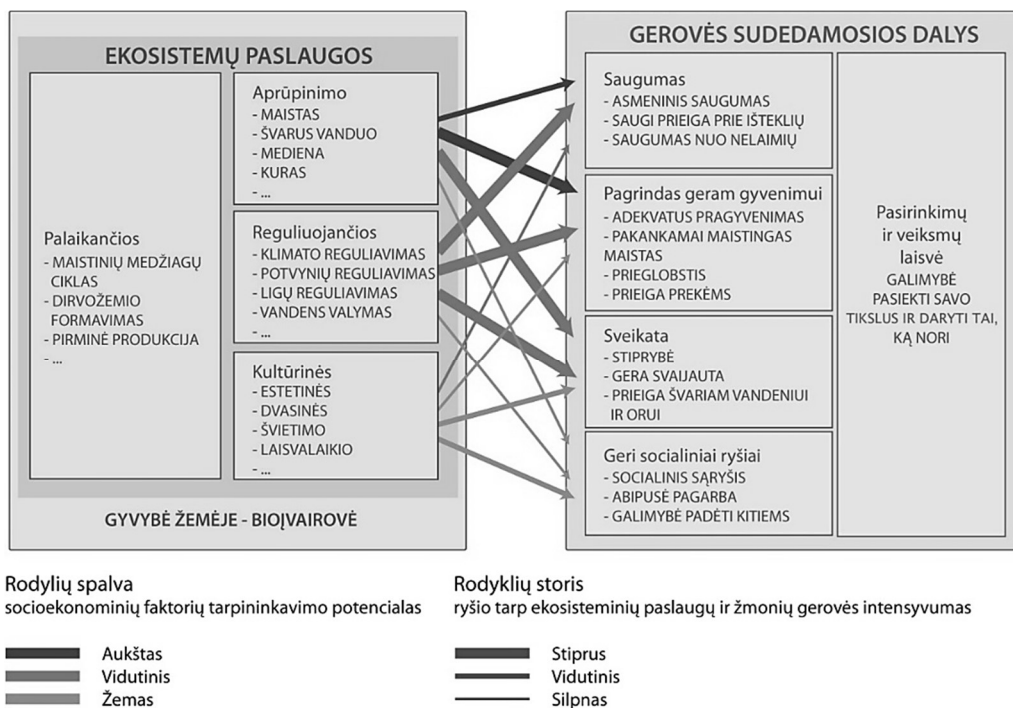 EKOSISTEMŲ PASLAUGOS
Palaikančios
- MAISTINIŲ MEDŽIAGŲ
CIKLAS
- DIRVOŽEMIO
FORMAVIMAS
- PIRMINĖ PRODUKCIJA
- ...
Aprūpinimo
- MAISTAS
- ŠVARUS VANDUO
- MEDIENA
- KURAS
- ...
Reguliuojančios
- KLIMATO REGULIAVIMAS
- POTVYNIŲ REGULIAVIMAS
- LIGŲ REGULIAVIMAS
- VANDENS VALYMAS
- ...
Kultūrinės
- ESTETINĖS
- DVASINĖS
- ŠVIETIMO
- LAISVALAIKIO
- ...
GYVYBĖ ŽEMĖJE - BIOĮVAIROVĖ
GEROVĖS SUDEDAMOSIOS DALYS
Saugumas
- ASMENINIS SAUGUMAS
- SAUGI PRIEIGA PRIE IŠTEKLIŲ
- SAUGUMAS NUO NELAIMIŲ
Pagrindas geram gyvenimui
- ADEKVATUS PRAGYVENIMAS
- PAKANKAMAI MAISTINGAS
MAISTAS
- PRIEGLOBSTIS
- PRIEIGA PREKĖMS
Sveikata
- STIPRYBĖ
- GERA SVAIJAUTA
- PRIEIGA ŠVARIAM VANDENIUI
IR ORUI
Geri socialiniai ryšiai
- SOCIALINIS SĄRYŠIS
- ABIPUSĖ PAGARBA
- GALIMYBĖ PADĖTI KITIEMS
Pasirinkimų
ir veiksmų
laisvė
GALIMYBĖ
PASIEKTI SAVO
TIKSLUS IR DARYTI TAI,
KĄ NORI
Rodylių spalva
socioekonominių faktorių tarpininkavimo potencialas
Aukštas
Vidutinis
Žemas
Rodyklių storis
ryšio tarp ekosisteminių paslaugų ir žmonių gerovės intensyvumas
Stiprus
Vidutinis
Silpnas